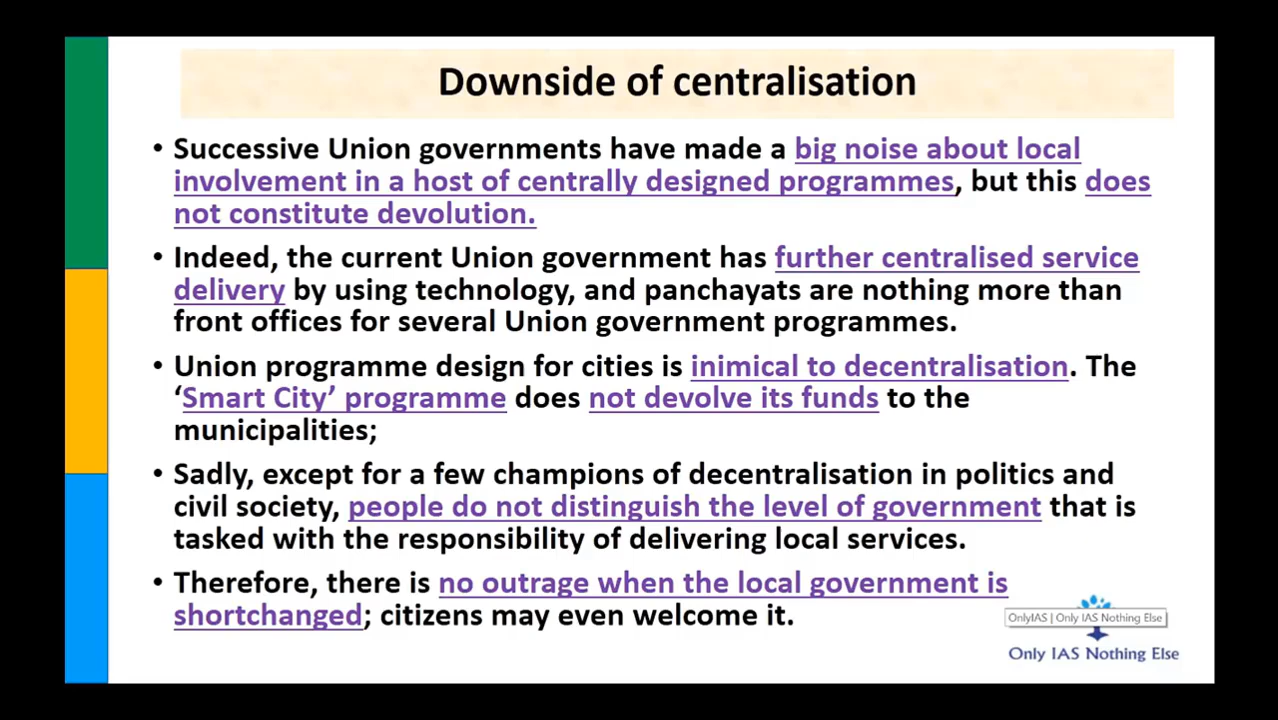 Downside of centralisation
• Successive Union governments have made a big noise about local
involvement in a host of centrally designed programmes, but this does
not constitute devolution.
• Indeed, the current Union government has further centralised service
delivery by using technology, and panchayats are nothing more than
front offices for several Union government programmes.
• Union programme design for cities is inimical to decentralisation. The
‘Smart City’ programme does not devolve its funds to the
municipalities;
• Sadly, except for a few champions of decentralisation in politics and
civil society, people do not distinguish the level of government that is
tasked with the responsibility of delivering local services.
• Therefore, there is no outrage when the local government is
shortchanged; citizens may even welcome it.
OnlyIAS | Only IAS Nothing Else
Only IAS Nothing Else